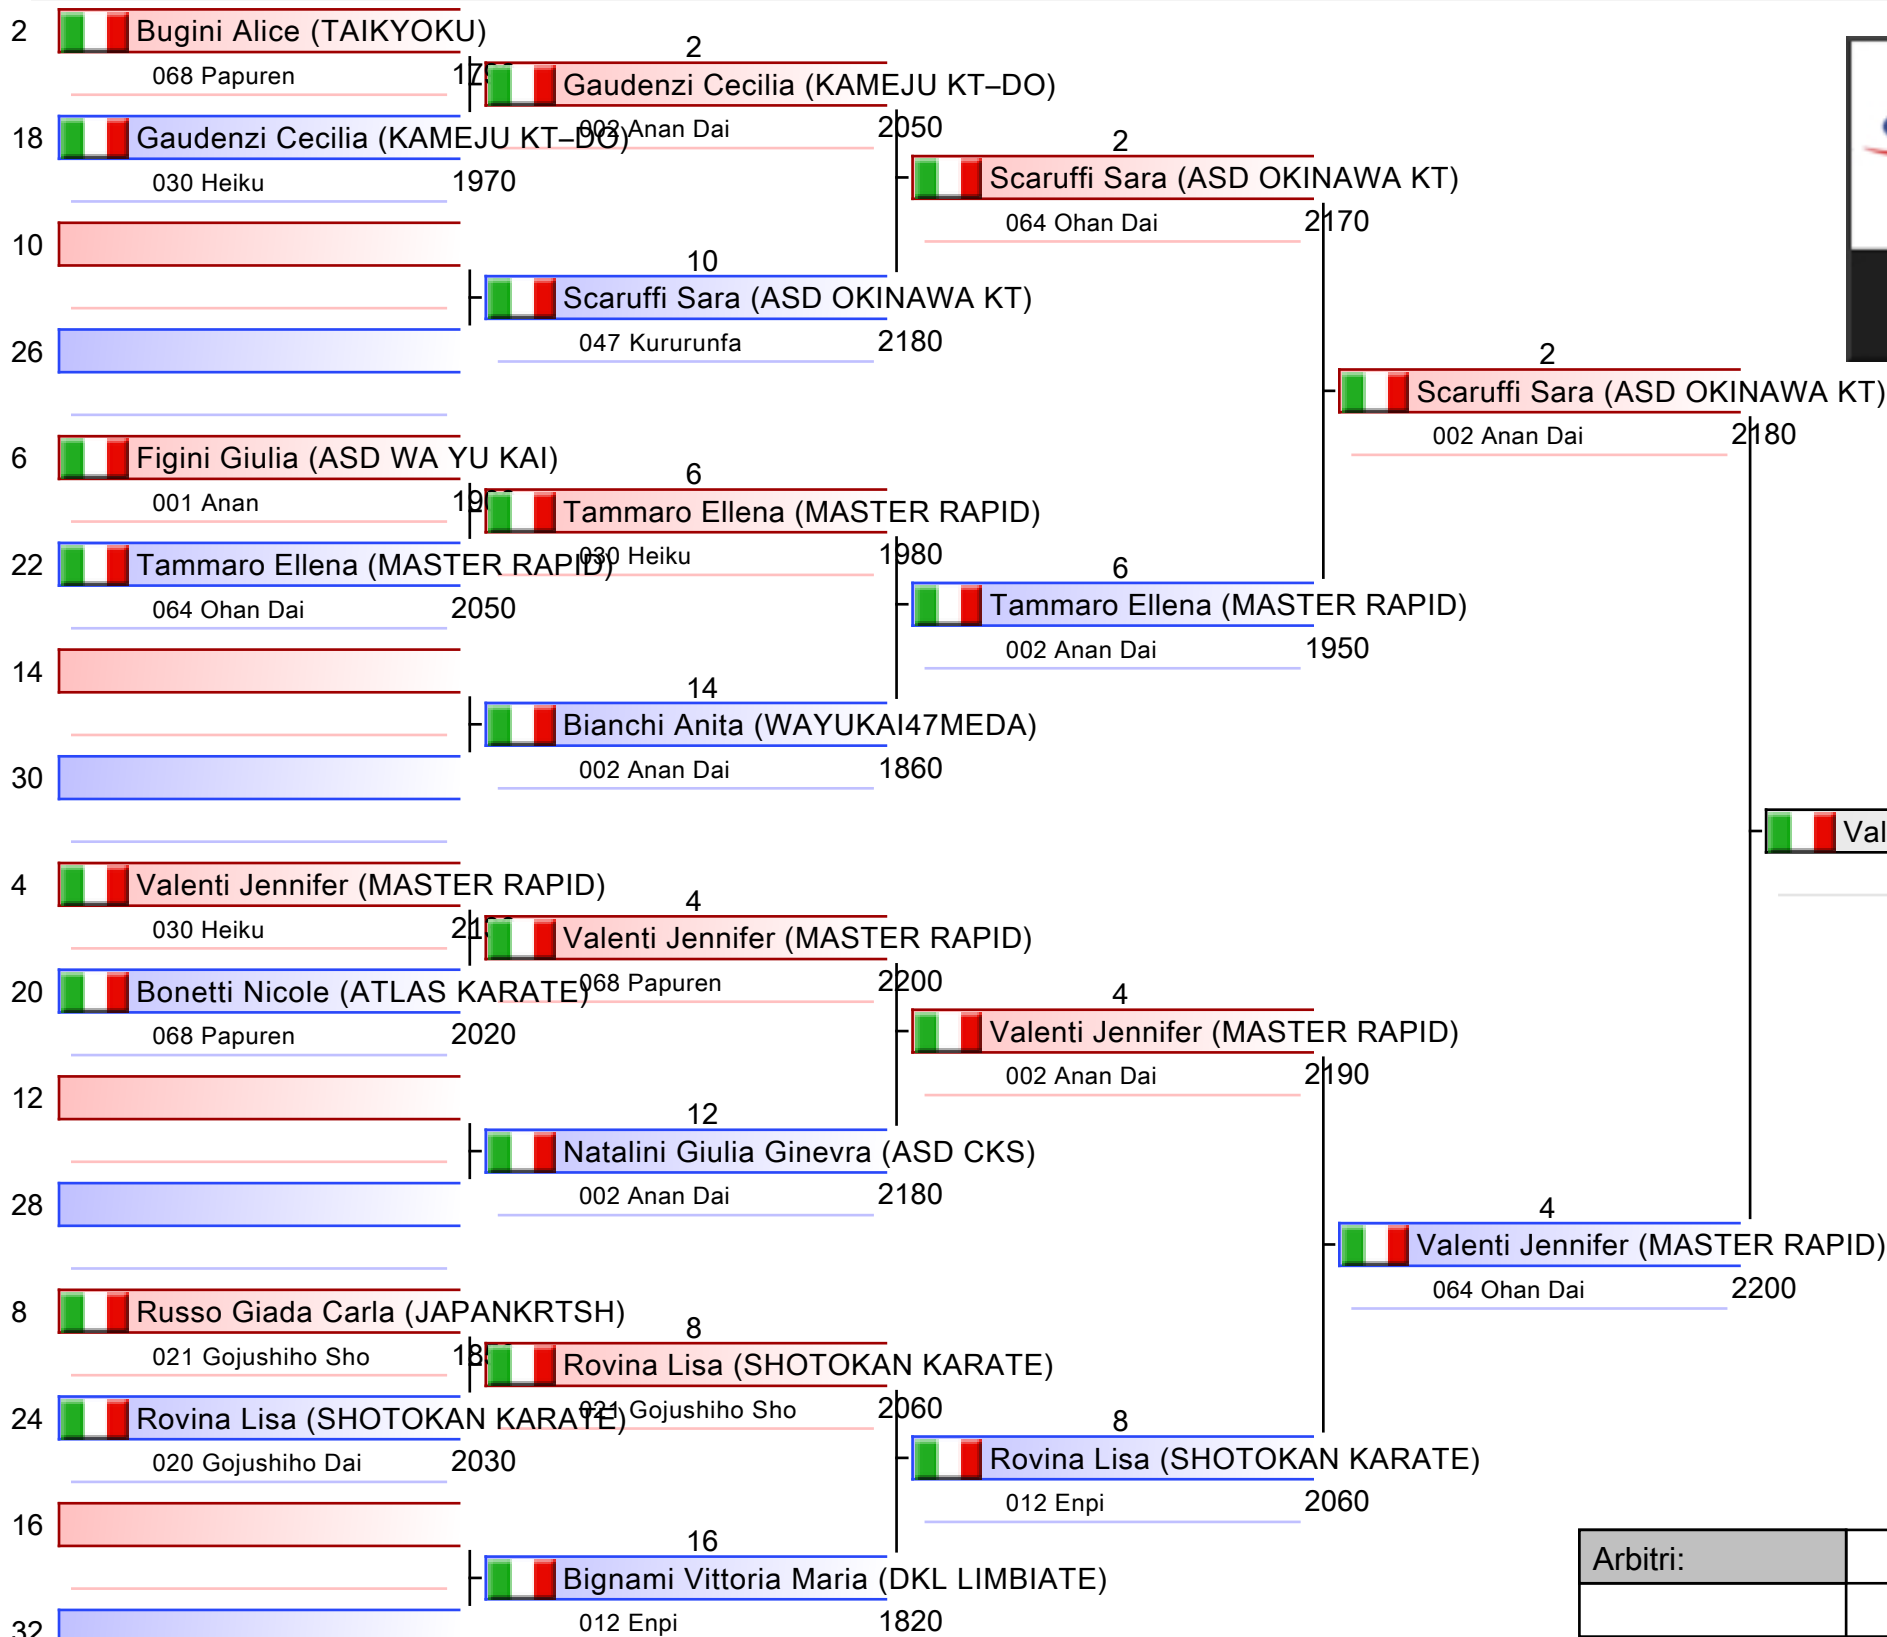 2 Bugini Alice (TAIKYOKU)
068 Papuren
18 Gaudenzi Cecilia (KAMEJU KT–DO)
030 Heiku 1970
10
26
6 Figini Giulia (ASD WA YU KAI)
001 Anan
22 Tammaro Ellena (MASTER RAPID)
064 Ohan Dai 2050
14
30
4 Valenti Jennifer (MASTER RAPID)
030 Heiku
20 Bonetti Nicole (ATLAS KARATE)
068 Papuren 2020
12
28
8 Russo Giada Carla (JAPANKRTSH)
021 Gojushiho Sho
24 Rovina Lisa (SHOTOKAN KARATE)
020 Gojushiho Dai 2030
16
32
2
Gaudenzi Cecilia (KAMEJU KT–DO)
002 Anan Dai 2050
10
Scaruffi Sara (ASD OKINAWA KT)
047 Kururunfa 2180
6
Tammaro Ellena (MASTER RAPID)
030 Heiku 1980
14
Bianchi Anita (WAYUKAI47MEDA)
002 Anan Dai 1860
4
Valenti Jennifer (MASTER RAPID)
068 Papuren 2200
12
Natalini Giulia Ginevra (ASD CKS)
002 Anan Dai 2180
8
Rovina Lisa (SHOTOKAN KARATE)
021 Gojushiho Sho 2060
16
Bignami Vittoria Maria (DKL LIMBIATE)
012 Enpi 1820
2
Scaruffi Sara (ASD OKINAWA KT)
064 Ohan Dai 2170
6
Tammaro Ellena (MASTER RAPID)
002 Anan Dai 1950
4
Valenti Jennifer (MASTER RAPID)
002 Anan Dai 2190
8
Rovina Lisa (SHOTOKAN KARATE)
012 Enpi 2060
2
Scaruffi Sara (ASD OKINAWA KT)
002 Anan Dai 2180
4
Valenti Jennifer (MASTER RAPID)
064 Ohan Dai 2200
Val
Arbitri: